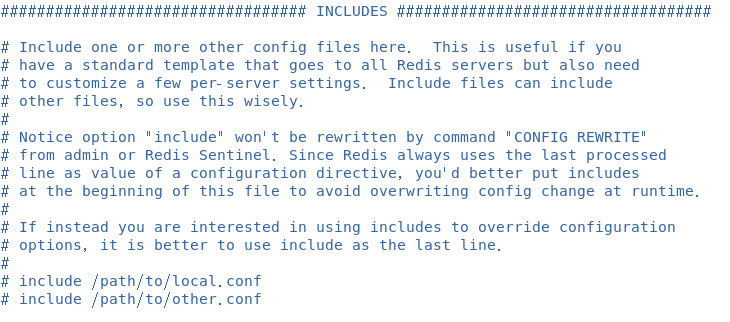 ################################## INCLUDES ###################################

# Include one or more other config files here.  This is useful if you
# have a standard template that goes to all Redis servers but also need
# to customize a few per-server settings.  Include files can include
# other files, so use this wisely.
#
# Notice option "include" won't be rewritten by command "CONFIG REWRITE"
# from admin or Redis Sentinel. Since Redis always uses the last processed
# line as value of a configuration directive, you'd better put includes
# at the beginning of this file to avoid overwriting config change at runtime.
#
# If instead you are interested in using includes to override configuration
# options, it is better to use include as the last line.
#
# include /path/to/local.conf
# include /path/to/other.conf